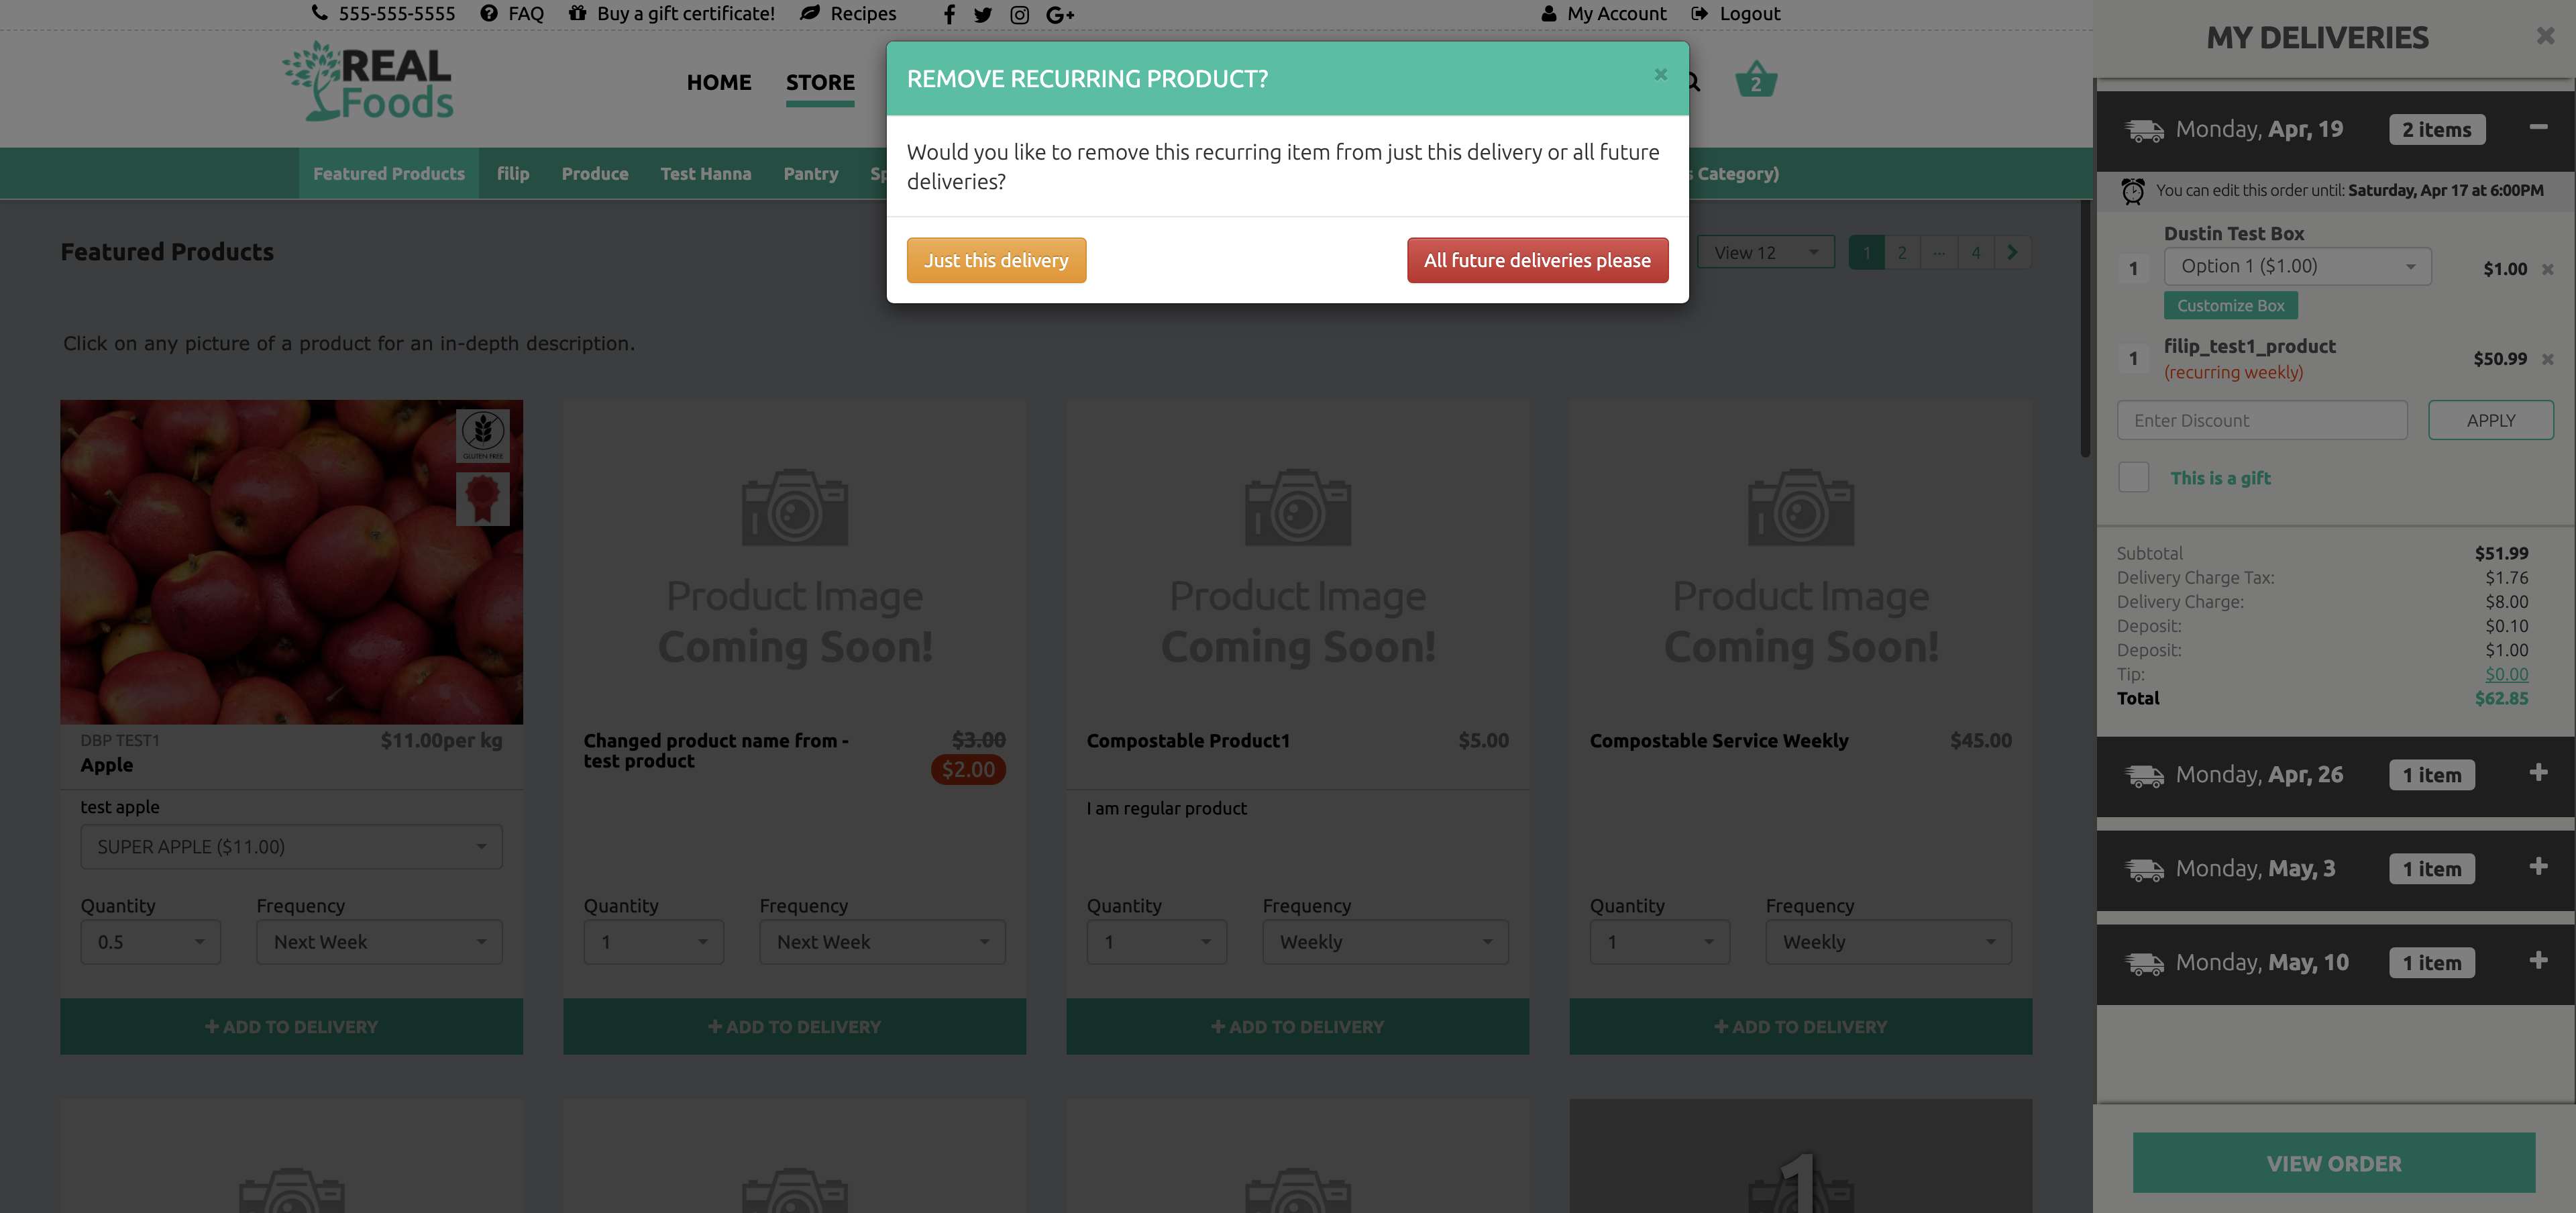 555-555-5555
FAQ
Buy a gift certificate!
Recipes
G+
My Account
Logout
REAL
Foods
HOME
STORE
2
Featured Products
filip
Produce
Test Hanna
Pantry
Category)
REMOVE RECURRING PRODUCT?
×
Would you like to remove this recurring item from just this delivery or all future
deliveries?
Just this delivery
All future deliveries please
Featured Products
View 12
1
2
...
4
Click on any picture of a product for an in-depth description.
GLUTEN FREE
DBP TEST1
$11.00per kg
Apple
test apple
SUPER APPLE ($11.00)
Quantity
Frequency
0.5
Next Week
+ ADD TO DELIVERY
Product Image
Coming Soon!
Changed product name from -
test product
$3.00
$2.00
Quantity
Frequency
1
Next Week
+ ADD TO DELIVERY
Product Image
Coming Soon!
Compostable Product1
$5.00
I am regular product
Quantity
Frequency
1
Weekly
+ ADD TO DELIVERY
Product Image
Coming Soon!
Compostable Service Weekly
$45.00
Quantity
Frequency
1
Weekly
+ ADD TO DELIVERY
1
MY DELIVERIES
×
Monday, Apr, 19
2 items
You can edit this order until: Saturday, Apr 17 at 6:00PM
Dustin Test Box
1
Option 1 ($1.00)
$1.00
×
Customize Box
1
filip_test1_product
(recurring weekly)
$50.99
×
Enter Discount
APPLY
This is a gift
Subtotal $51.99
Delivery Charge Tax: $1.76
Delivery Charge: $8.00
Deposit: $0.10
Deposit: $1.00
Tip: $0.00
Total $62.85
Monday, Apr, 26
1 item
Monday, May, 3
1 item
Monday, May, 10
1 item
VIEW ORDER